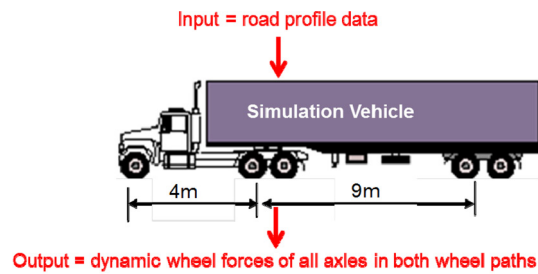 Input = road profile data
Simulation Vehicle
4m
9m
Output = dynamic wheel forces of all axles in both wheel paths